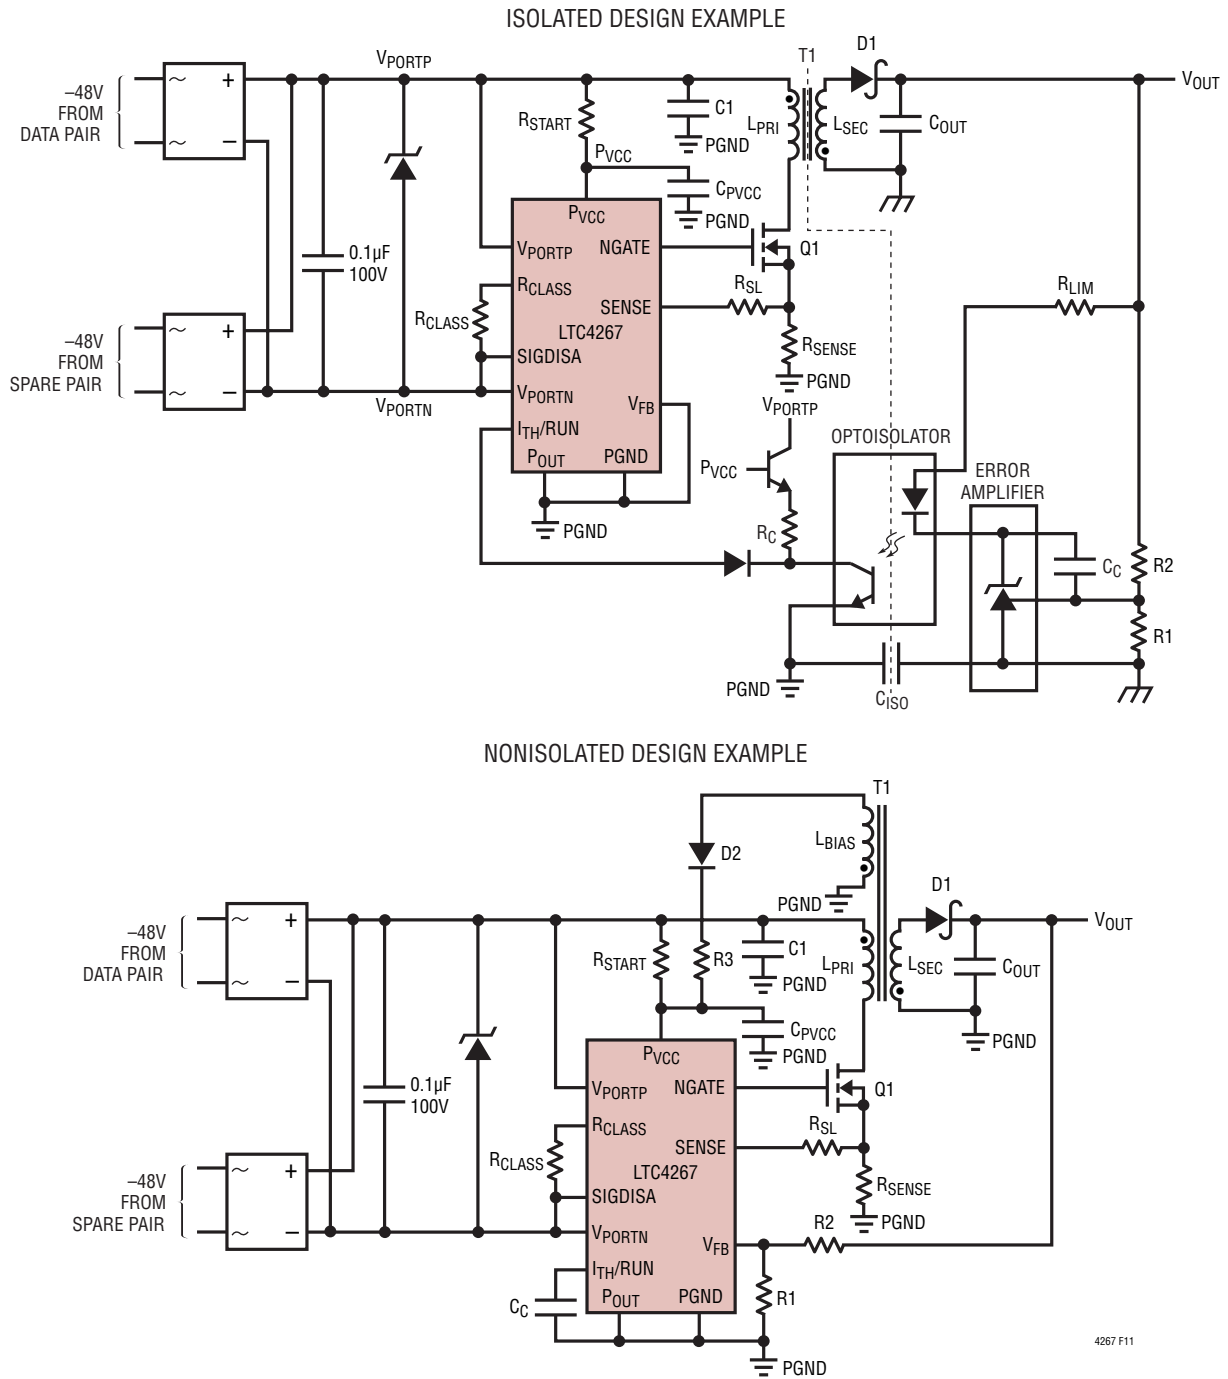 ISOLATED DESIGN EXAMPLE
–48V
FROM
DATA PAIR
~
~
+
–
VPORTP
RSTART
PVCC
C1
PGND
CPVCC
PGND
T1
LPRI
LSEC
D1
COUT
VOUT
0.1µF
100V
–48V
FROM
SPARE PAIR
~
~
+
–
VPORTN
RCLASS
PVCC
VPORTP
NGATE
RCLASS
SENSE
LTC4267
SIGDISA
VPORTN
VFB
ITH/RUN
POUT
PGND
PGND
Q1
RSL
RSENSE
PGND
RLIM
VPORTP
PVCC
RC
OPTOISOLATOR
ERROR
AMPLIFIER
CC
R2
R1
PGND
CISO
NONISOLATED DESIGN EXAMPLE
T1
LBIAS
D2
PGND
–48V
FROM
DATA PAIR
~
~
+
–
RSTART
R3
C1
PGND
CPVCC
PGND
LPRI
LSEC
D1
COUT
VOUT
PGND
0.1µF
100V
–48V
FROM
SPARE PAIR
~
~
+
–
RCLASS
PVCC
VPORTP
NGATE
RCLASS
SENSE
LTC4267
SIGDISA
VPORTN
VFB
ITH/RUN
POUT
PGND
Q1
RSL
RSENSE
PGND
R2
CC
R1
PGND
4267 F11